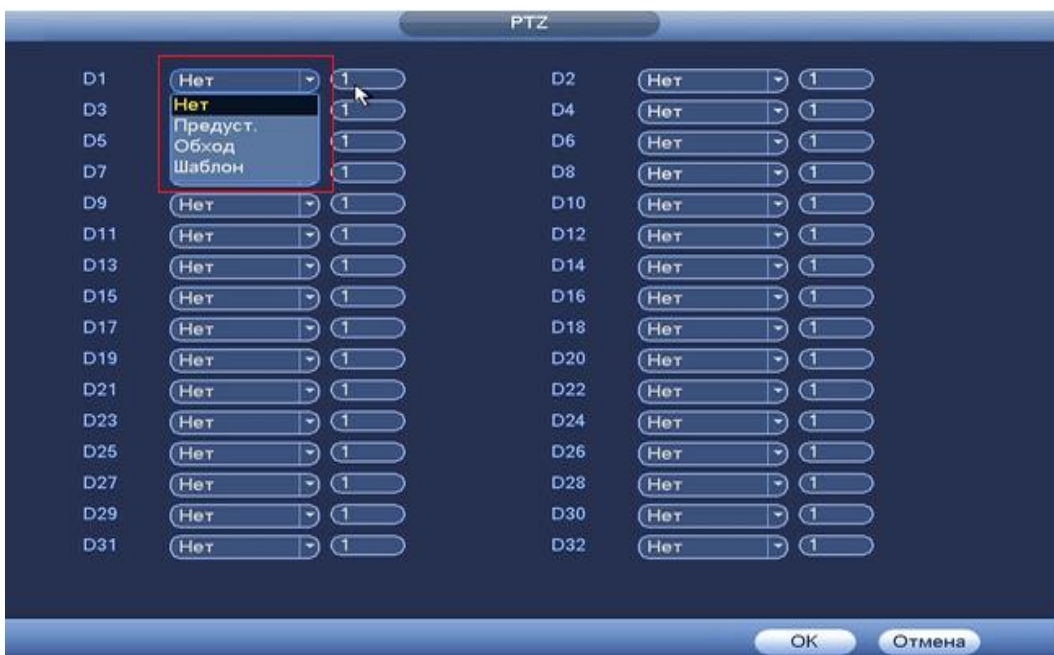 PTZ
D1 Нет 1 D2 Нет 1
Нет
D3 1 D4 Нет 1
Предуст.
D5 Обход 1 D6 Нет 1
D7 Шаблон 1 D8 Нет 1
D9 Нет 1 D10 Нет 1
D11 Нет 1 D12 Нет 1
D13 Нет 1 D14 Нет 1
D15 Нет 1 D16 Нет 1
D17 Нет 1 D18 Нет 1
D19 Нет 1 D20 Нет 1
D21 Нет 1 D22 Нет 1
D23 Нет 1 D24 Нет 1
D25 Нет 1 D26 Нет 1
D27 Нет 1 D28 Нет 1
D29 Нет 1 D30 Нет 1
D31 Нет 1 D32 Нет 1
OK Отмена